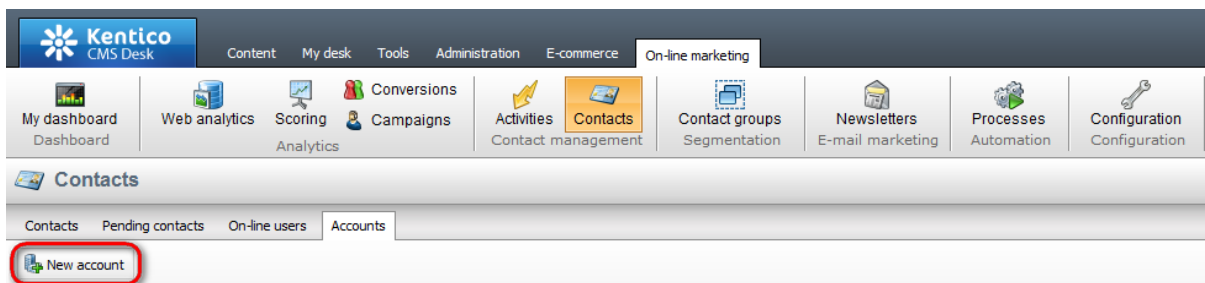 Kentico
CMS Desk
Content My desk Tools Administration E-commerce On-line marketing
My dashboard Web analytics Scoring Conversions Campaigns Activities Contacts Contact groups Newsletters Processes Configuration
Dashboard Analytics Contact management Segmentation E-mail marketing Automation Configuration
Contacts
Contacts Pending contacts On-line users Accounts
New account